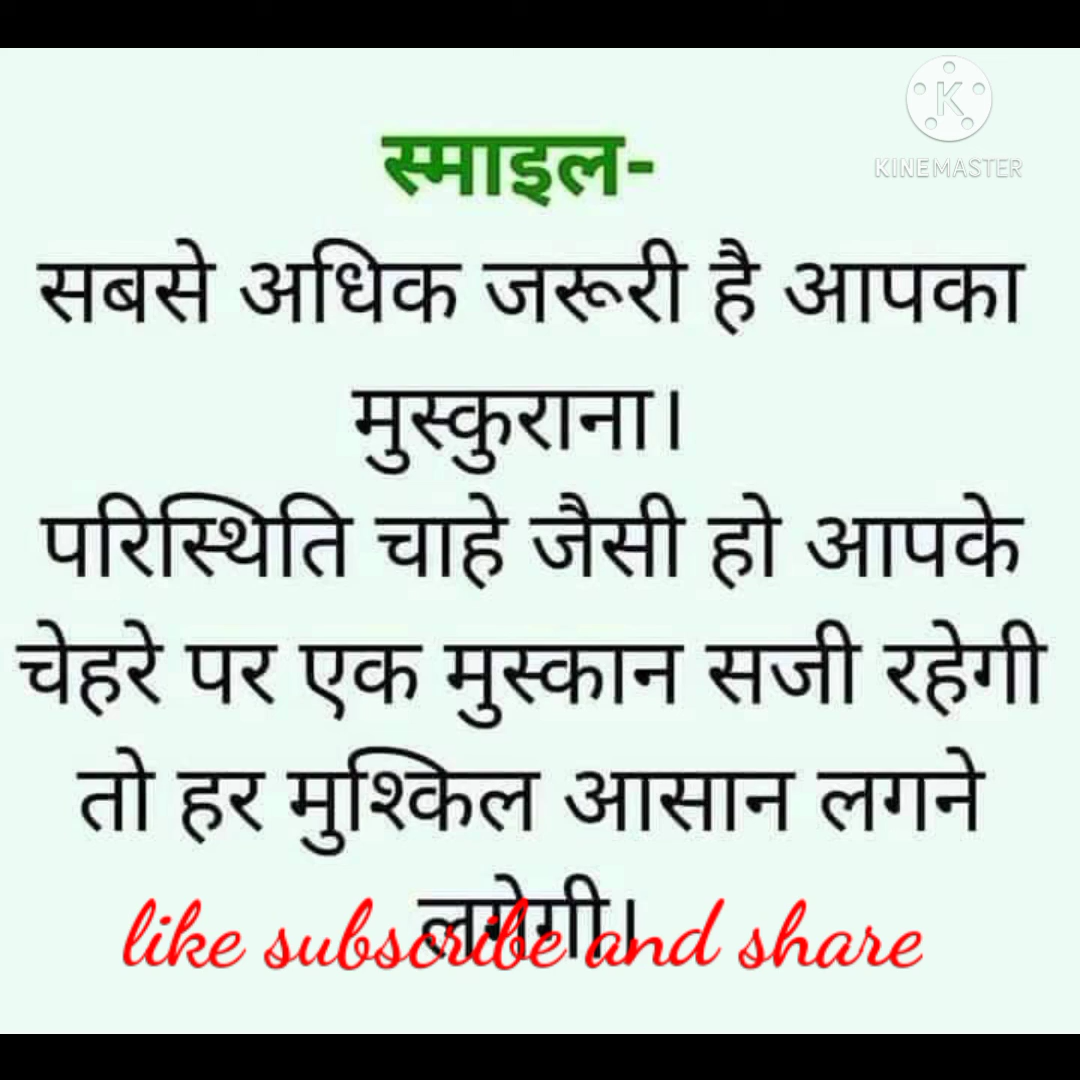 KINEMASTER
स्माइल-
सबसे अधिक जरूरी है आपका
मुस्कुराना।
परिस्थिति चाहे जैसी हो आपके
चेहरे पर एक मुस्कान सजी रहेगी
तो हर मुश्किल आसान लगने
लगेगी।
like subscribe and share